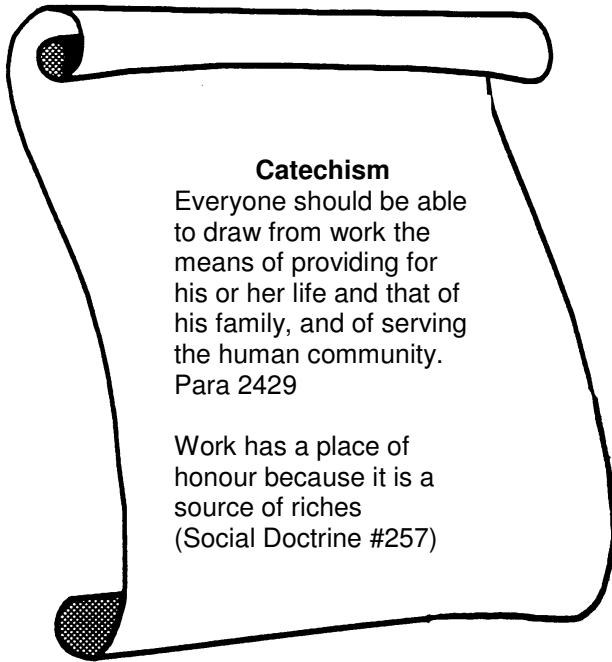 Catechism
Everyone should be able
to draw from work the
means of providing for
his or her life and that of
his family, and of serving
the human community.
Para 2429
Work has a place of
honour because it is a
source of riches
(Social Doctrine #257)